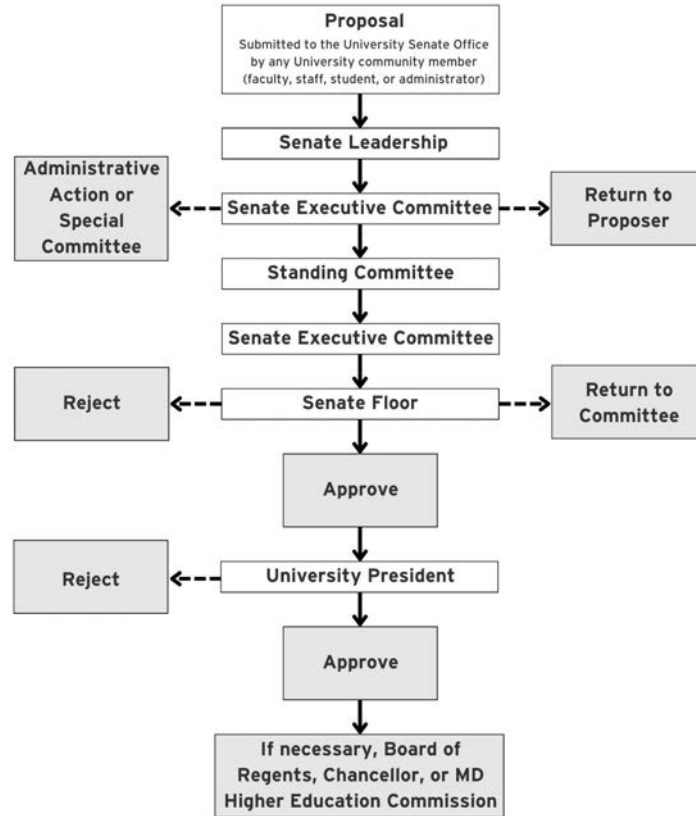 Proposal
Submitted to the University Senate Office
by any University community member
(faculty, staff, student, or administrator)
Senate Leadership
Administrative
Action or
Special
Committee
Senate Executive Committee
Return to
Proposer
Standing Committee
Senate Executive Committee
Reject
Senate Floor
Return to
Committee
Approve
Reject
University President
Approve
If necessary, Board of
Regents, Chancellor, or MD
Higher Education Commission